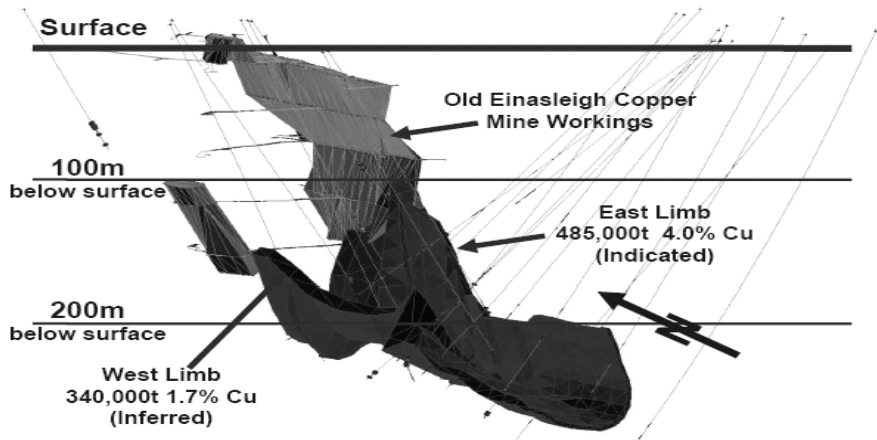 Surface
Old Einasleigh Copper
Mine Workings
100m
below surface
East Limb
485,000t 4.0% Cu
(Indicated)
200m
below surface
West Limb
340,000t 1.7% Cu
(Inferred)
N